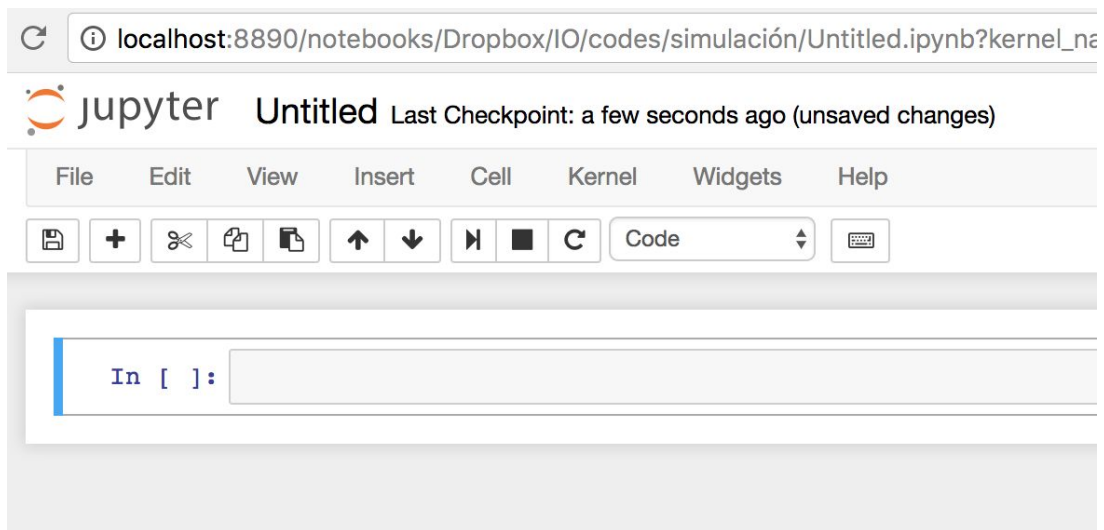 localhost:8890/notebooks/Dropbox/IO/codes/simulación/Untitled.ipynb?kernel_na
jupyter Untitled Last Checkpoint: a few seconds ago (unsaved changes)
File Edit View Insert Cell Kernel Widgets Help
Code
In [ ]: